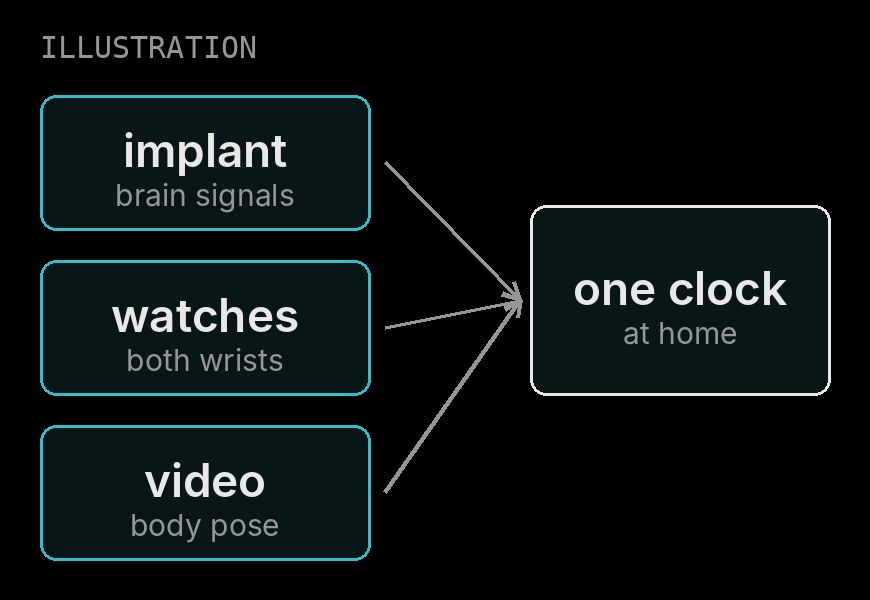 ILLUSTRATION
implant
brain signals
watches
both wrists
video
body pose
one clock
at home